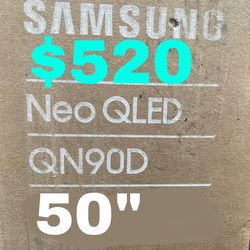 SAMSUNG
$520
Neo QLED
QN90D
50"